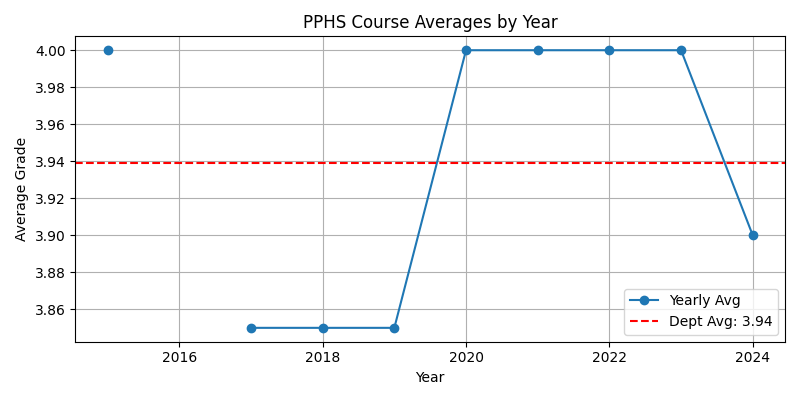 PPHS Course Averages by Year
Average Grade
4.00
3.98
3.96
3.94
3.92
3.90
3.88
3.86
Yearly Avg
Dept Avg: 3.94
2016
2018
2020
2022
2024
Year